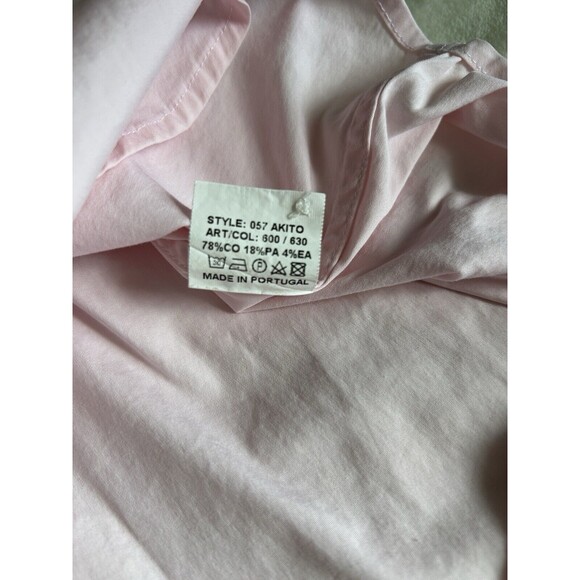 STYLE: 057 AKITO
ART/COL: 600 / 630
78%CO 18%PA 4%EA
MADE IN PORTUGAL